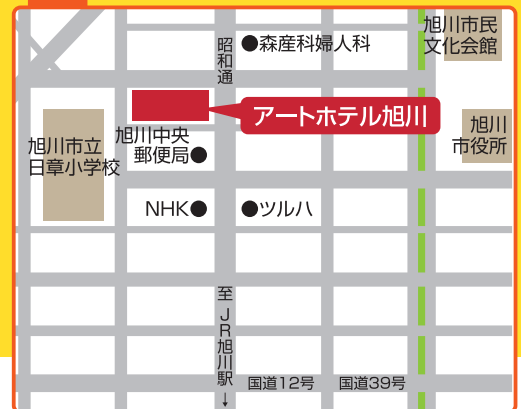 昭和通
●森産科婦人科
旭川市民
文化会館
アートホテル旭川
旭川
市役所
旭川市立
日章小学校
旭川中央
郵便局●
NHK●
●ツルハ
至JR旭川駅↓
国道12号
国道39号